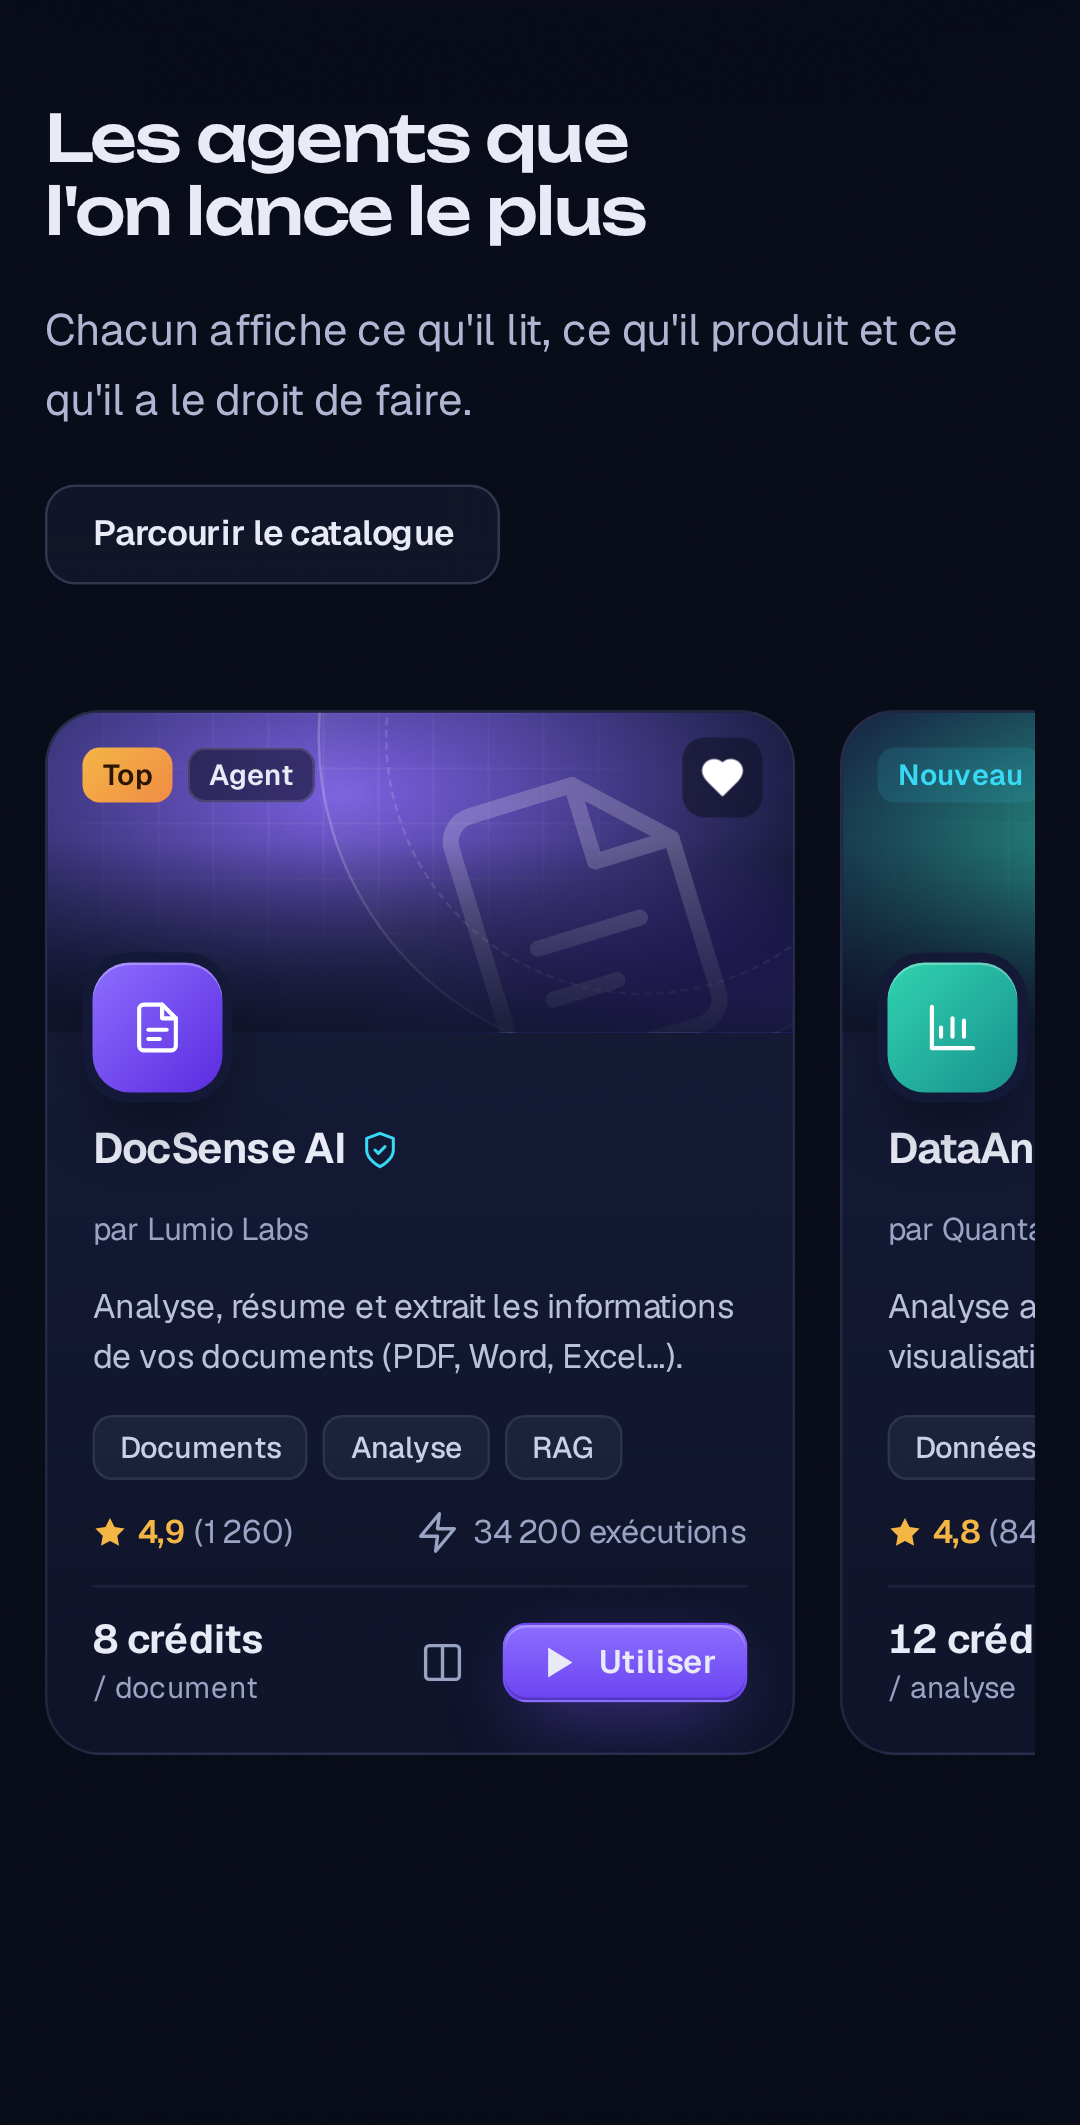 Les agents que
l'on lance le plus
Chacun affiche ce qu'il lit, ce qu'il produit et ce
qu'il a le droit de faire.
Parcourir le catalogue
Top
Agent
DocSense AI
par Lumio Labs
Analyse, résume et extrait les informations
de vos documents (PDF, Word, Excel...).
Documents
Analyse
RAG
4,9 (1 260)
34 200 exécutions
8 crédits
/ document
Utiliser
Nouveau
DataAn
par Quanta
Analyse a
visualisati
Données
4,8 (84
12 créd
/ analyse